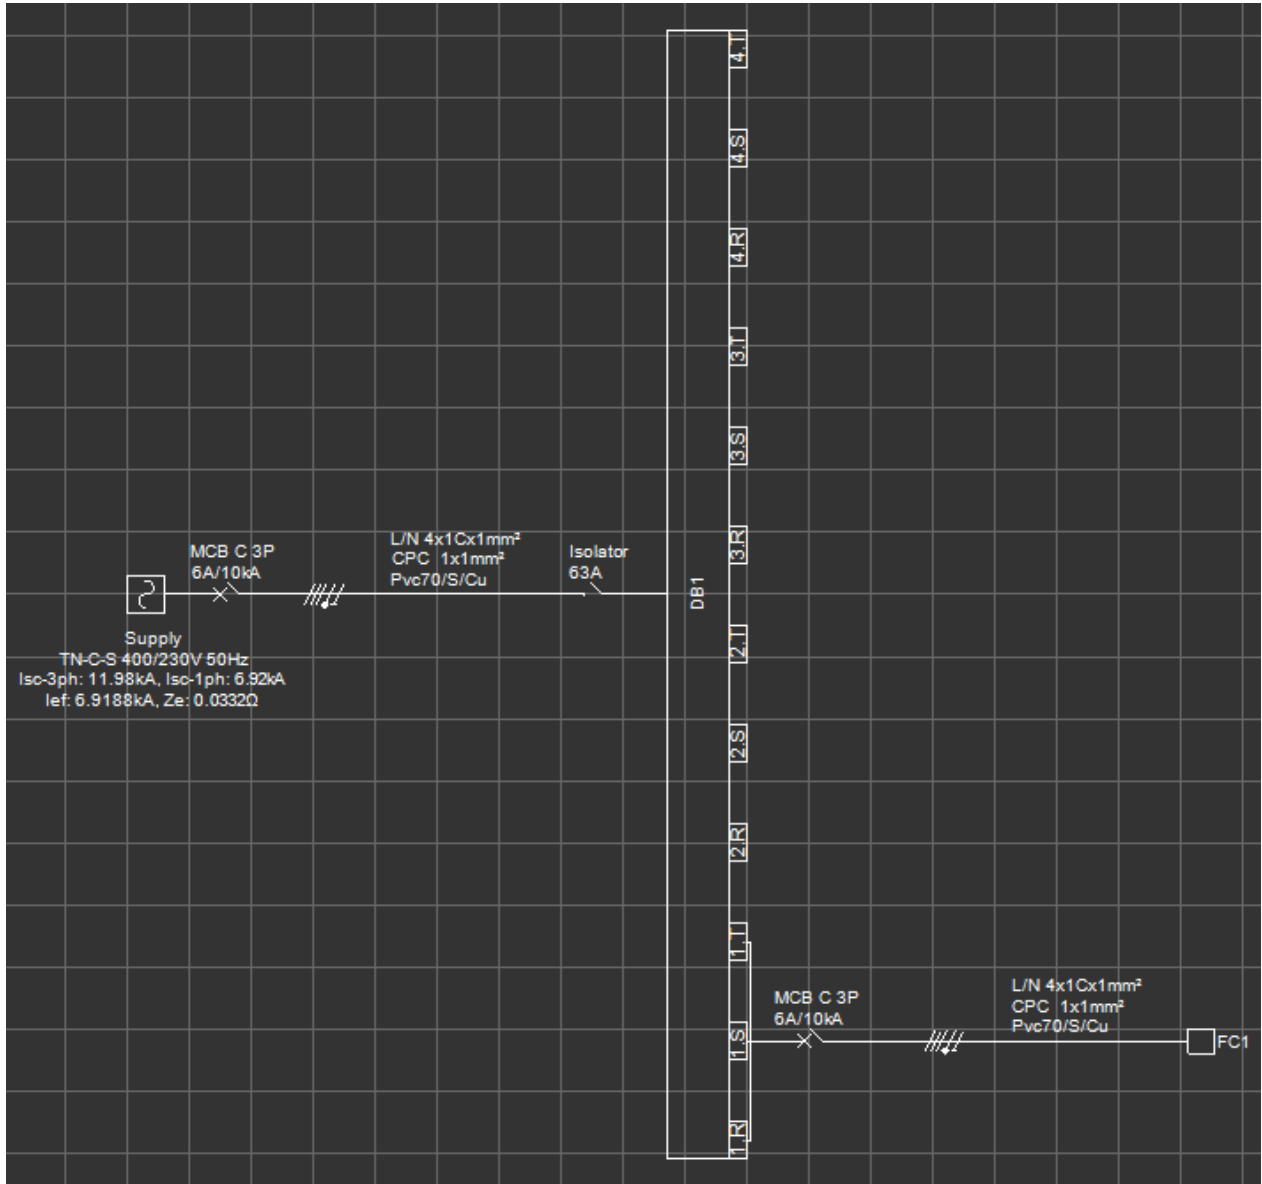 4.T
4.S
4.R
3.T
3.S
3.R
MCB C 3P
6A/10kA
L/N 4x1Cx1mm²
CPC 1x1mm²
Pvc70/S/Cu
Isolator
63A
DB1
Supply
TN-C-S 400/230V 50Hz
Isc-3ph: 11.98kA, Isc-1ph: 6.92kA
Ief: 6.9188kA, Ze: 0.0332Ω
2.T
2.S
2.R
1.T
1.S
1.R
MCB C 3P
6A/10kA
L/N 4x1Cx1mm²
CPC 1x1mm²
Pvc70/S/Cu
FC1